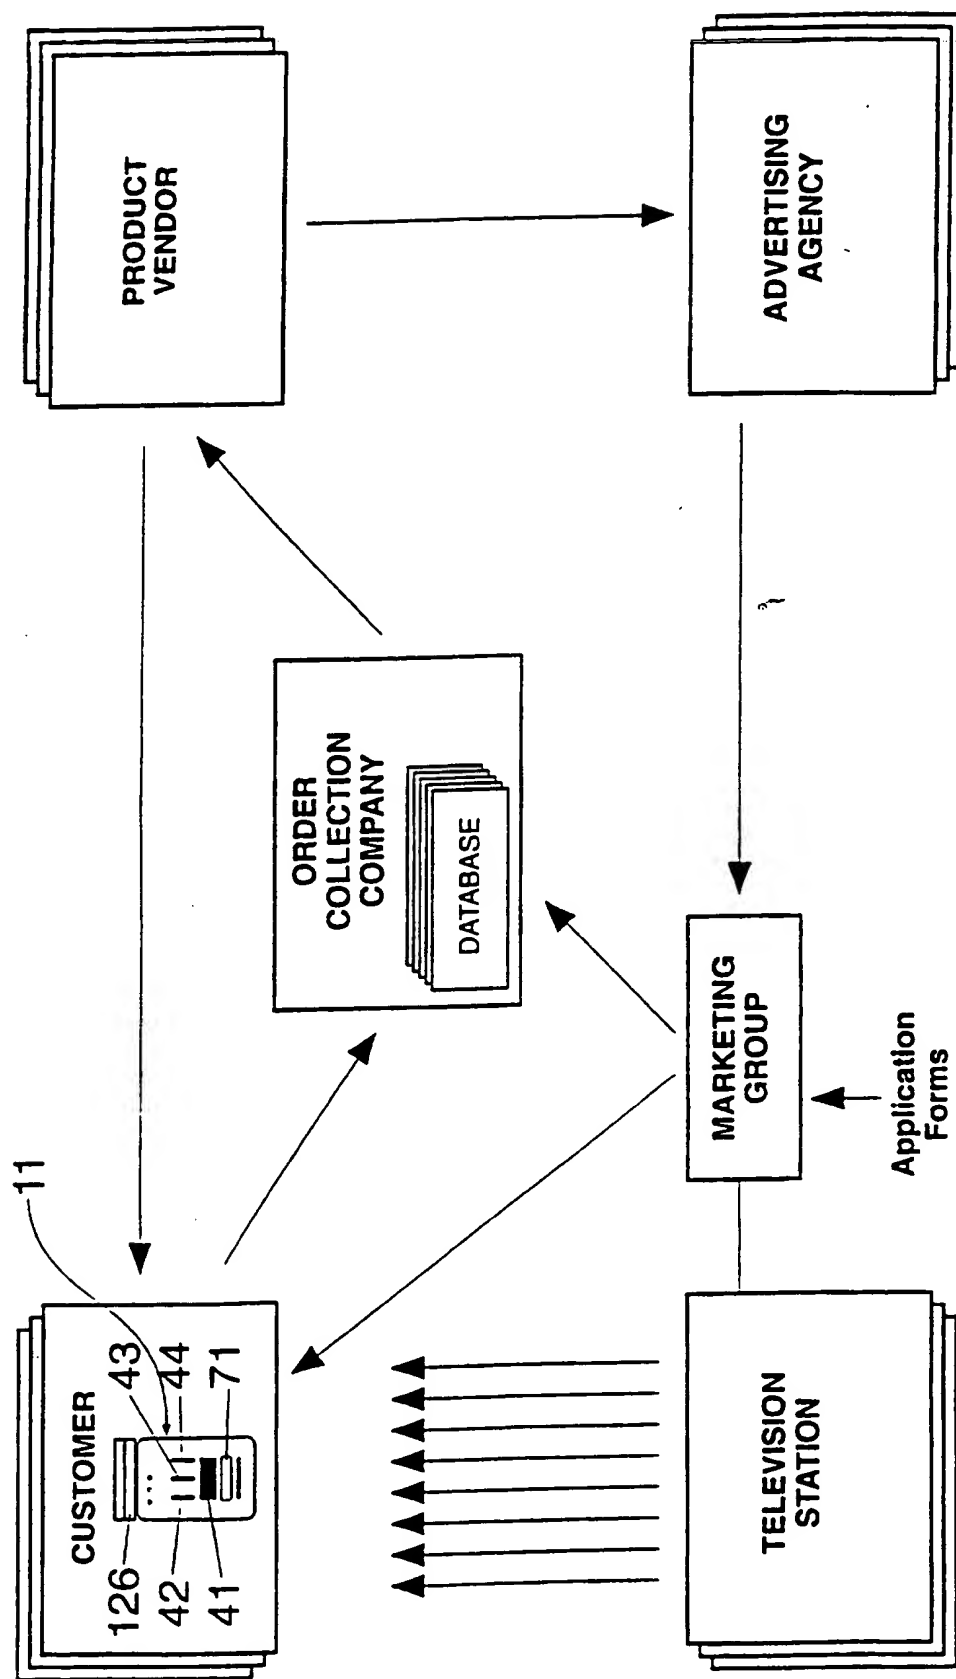 CUSTOMER
126
42
41
43
44
71
11
PRODUCT
VENDOR
ORDER
COLLECTION
COMPANY
DATABASE
TELEVISION
STATION
MARKETING
GROUP
Application
Forms
ADVERTISING
AGENCY